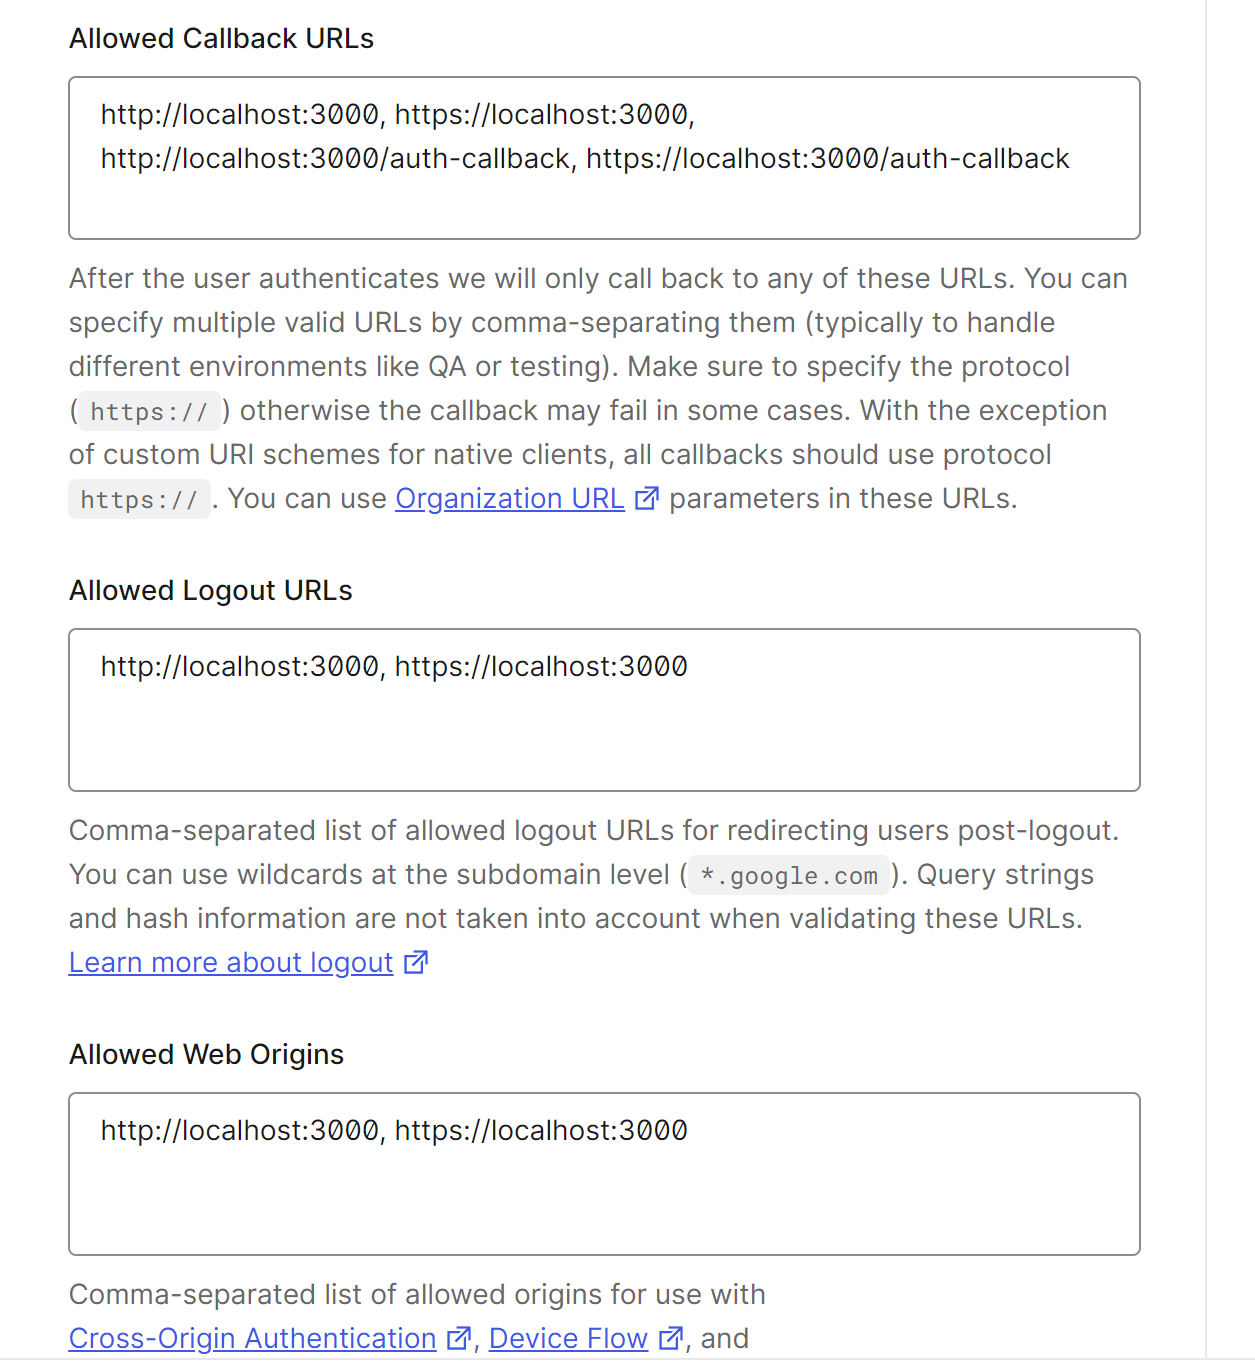 Allowed Callback URLs
http://localhost:3000, https://localhost:3000,
http://localhost:3000/auth-callback, https://localhost:3000/auth-callback
After the user authenticates we will only call back to any of these URLs. You can
specify multiple valid URLs by comma-separating them (typically to handle
different environments like QA or testing). Make sure to specify the protocol
( https:// ) otherwise the callback may fail in some cases. With the exception
of custom URI schemes for native clients, all callbacks should use protocol
https:// . You can use Organization URL parameters in these URLs.
Allowed Logout URLs
http://localhost:3000, https://localhost:3000
Comma-separated list of allowed logout URLs for redirecting users post-logout.
You can use wildcards at the subdomain level ( *.google.com ). Query strings
and hash information are not taken into account when validating these URLs.
Learn more about logout
Allowed Web Origins
http://localhost:3000, https://localhost:3000
Comma-separated list of allowed origins for use with
Cross-Origin Authentication , Device Flow , and